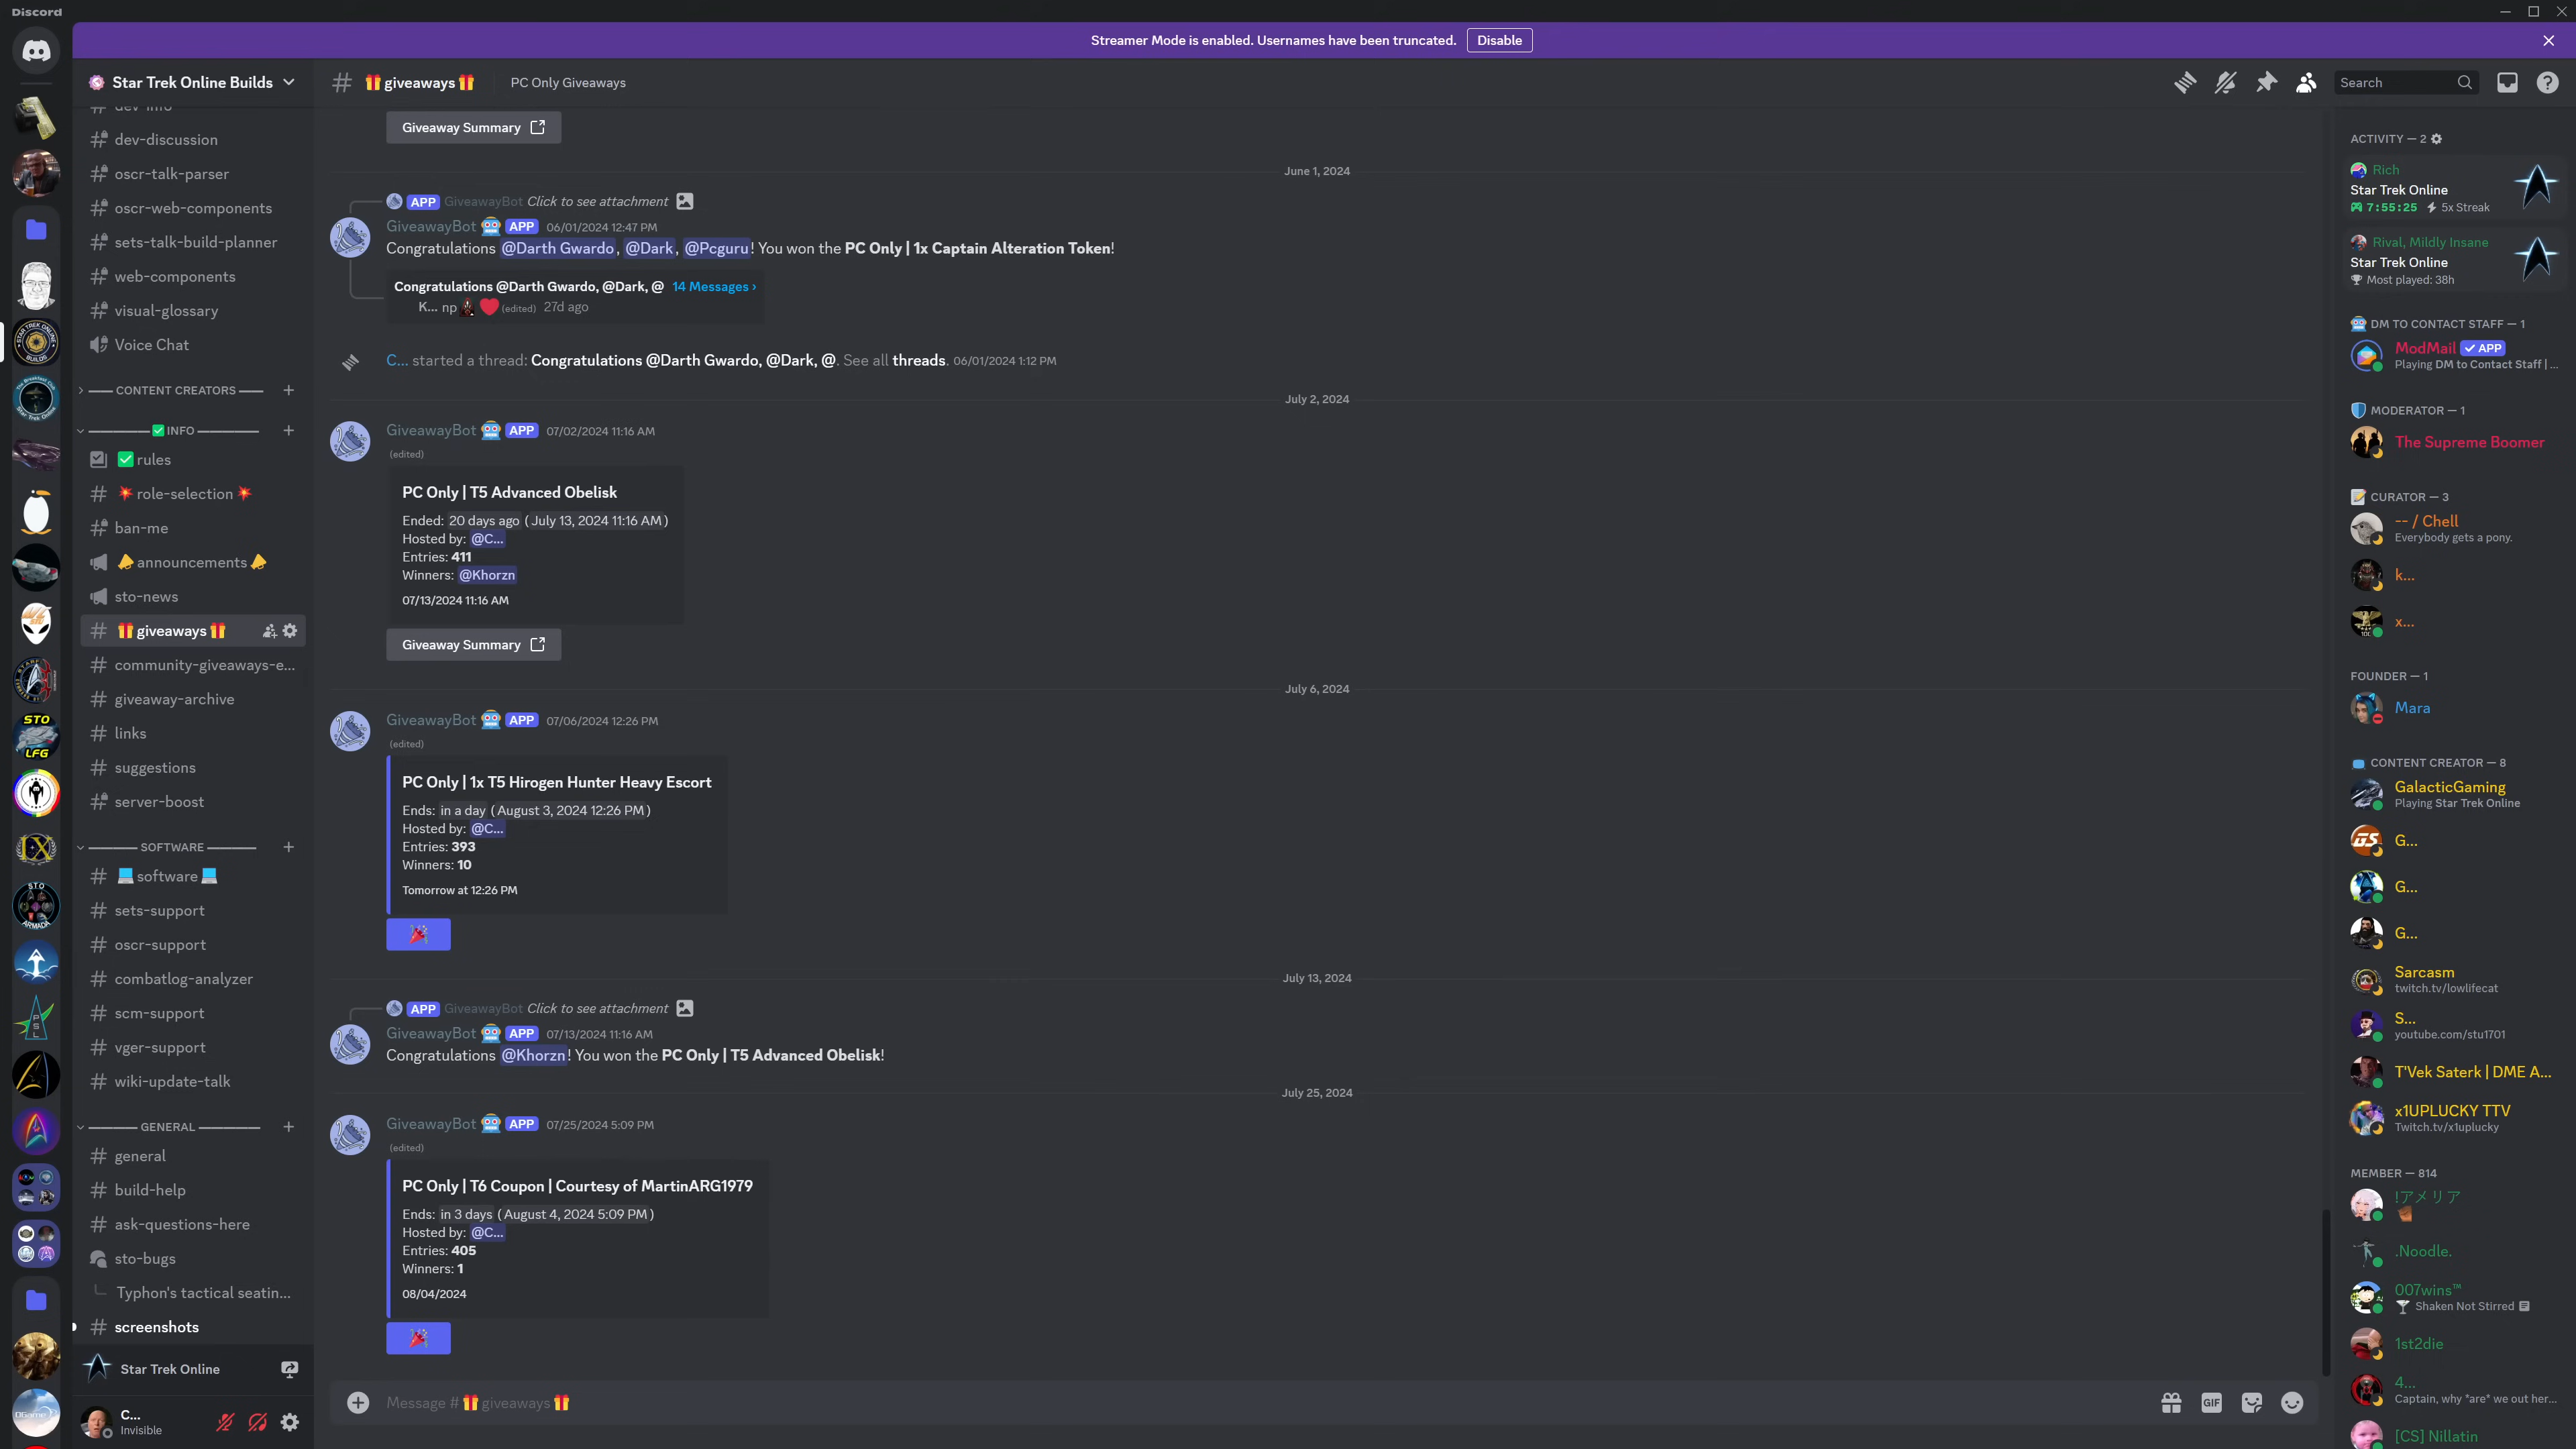 Discord
Streamer Mode is enabled. Usernames have been truncated. Disable
Star Trek Online Builds
dev-info
dev-discussion
oscr-talk-parser
oscr-web-components
sets-talk-build-planner
web-components
visual-glossary
Voice Chat
CONTENT CREATORS
✅ INFO
✅ rules
💥 role-selection 💥
ban-me
📣 announcements 📣
sto-news
🎁 giveaways 🎁
community-giveaways-e...
giveaway-archive
links
suggestions
server-boost
SOFTWARE
💻 software 💻
sets-support
oscr-support
combatlog-analyzer
scm-support
vger-support
wiki-update-talk
GENERAL
general
build-help
ask-questions-here
sto-bugs
Typhon's tactical seatin...
screenshots
Star Trek Online
C...
Invisible
🎁 giveaways 🎁 PC Only Giveaways
Search
Giveaway Summary
June 1, 2024
APP GiveawayBot Click to see attachment
GiveawayBot 🤖 APP 06/01/2024 12:47 PM
Congratulations @Darth Gwardo, @Dark, @Pcguru! You won the PC Only | 1x Captain Alteration Token!
Congratulations @Darth Gwardo, @Dark, @ 14 Messages ›
K... np ❤️ (edited) 27d ago
C... started a thread: Congratulations @Darth Gwardo, @Dark, @. See all threads. 06/01/2024 1:12 PM
July 2, 2024
GiveawayBot 🤖 APP 07/02/2024 11:16 AM
(edited)
PC Only | T5 Advanced Obelisk
Ended: 20 days ago (July 13, 2024 11:16 AM)
Hosted by: @C...
Entries: 411
Winners: @Khorzn
07/13/2024 11:16 AM
Giveaway Summary
July 6, 2024
GiveawayBot 🤖 APP 07/06/2024 12:26 PM
(edited)
PC Only | 1x T5 Hirogen Hunter Heavy Escort
Ends: in a day (August 3, 2024 12:26 PM)
Hosted by: @C...
Entries: 393
Winners: 10
Tomorrow at 12:26 PM
July 13, 2024
APP GiveawayBot Click to see attachment
GiveawayBot 🤖 APP 07/13/2024 11:16 AM
Congratulations @Khorzn! You won the PC Only | T5 Advanced Obelisk!
July 25, 2024
GiveawayBot 🤖 APP 07/25/2024 5:09 PM
(edited)
PC Only | T6 Coupon | Courtesy of MartinARG1979
Ends: in 3 days (August 4, 2024 5:09 PM)
Hosted by: @C...
Entries: 405
Winners: 1
08/04/2024
Message # 🎁 giveaways 🎁
GIF
ACTIVITY — 2
Rich
Star Trek Online
7:55:25 5x Streak
Rival, Mildly Insane
Star Trek Online
Most played: 38h
DM TO CONTACT STAFF — 1
ModMail ✓ APP
Playing DM to Contact Staff | ...
MODERATOR — 1
The Supreme Boomer
CURATOR — 3
-- / Chell
Everybody gets a pony.
k...
x...
FOUNDER — 1
Mara
CONTENT CREATOR — 8
GalacticGaming
Playing Star Trek Online
G...
G...
G...
Sarcasm
twitch.tv/lowlifecat
S...
youtube.com/stu1701
T'Vek Saterk | DME A...
x1UPLUCKY TTV
Twitch.tv/x1uplucky
MEMBER — 814
!アメリア
.Noodle.
007wins™
Shaken Not Stirred
1st2die
4...
Captain, why *are* we out her...
[CS] Nillatin
STO
LFG
STO
ARMADA
PSL